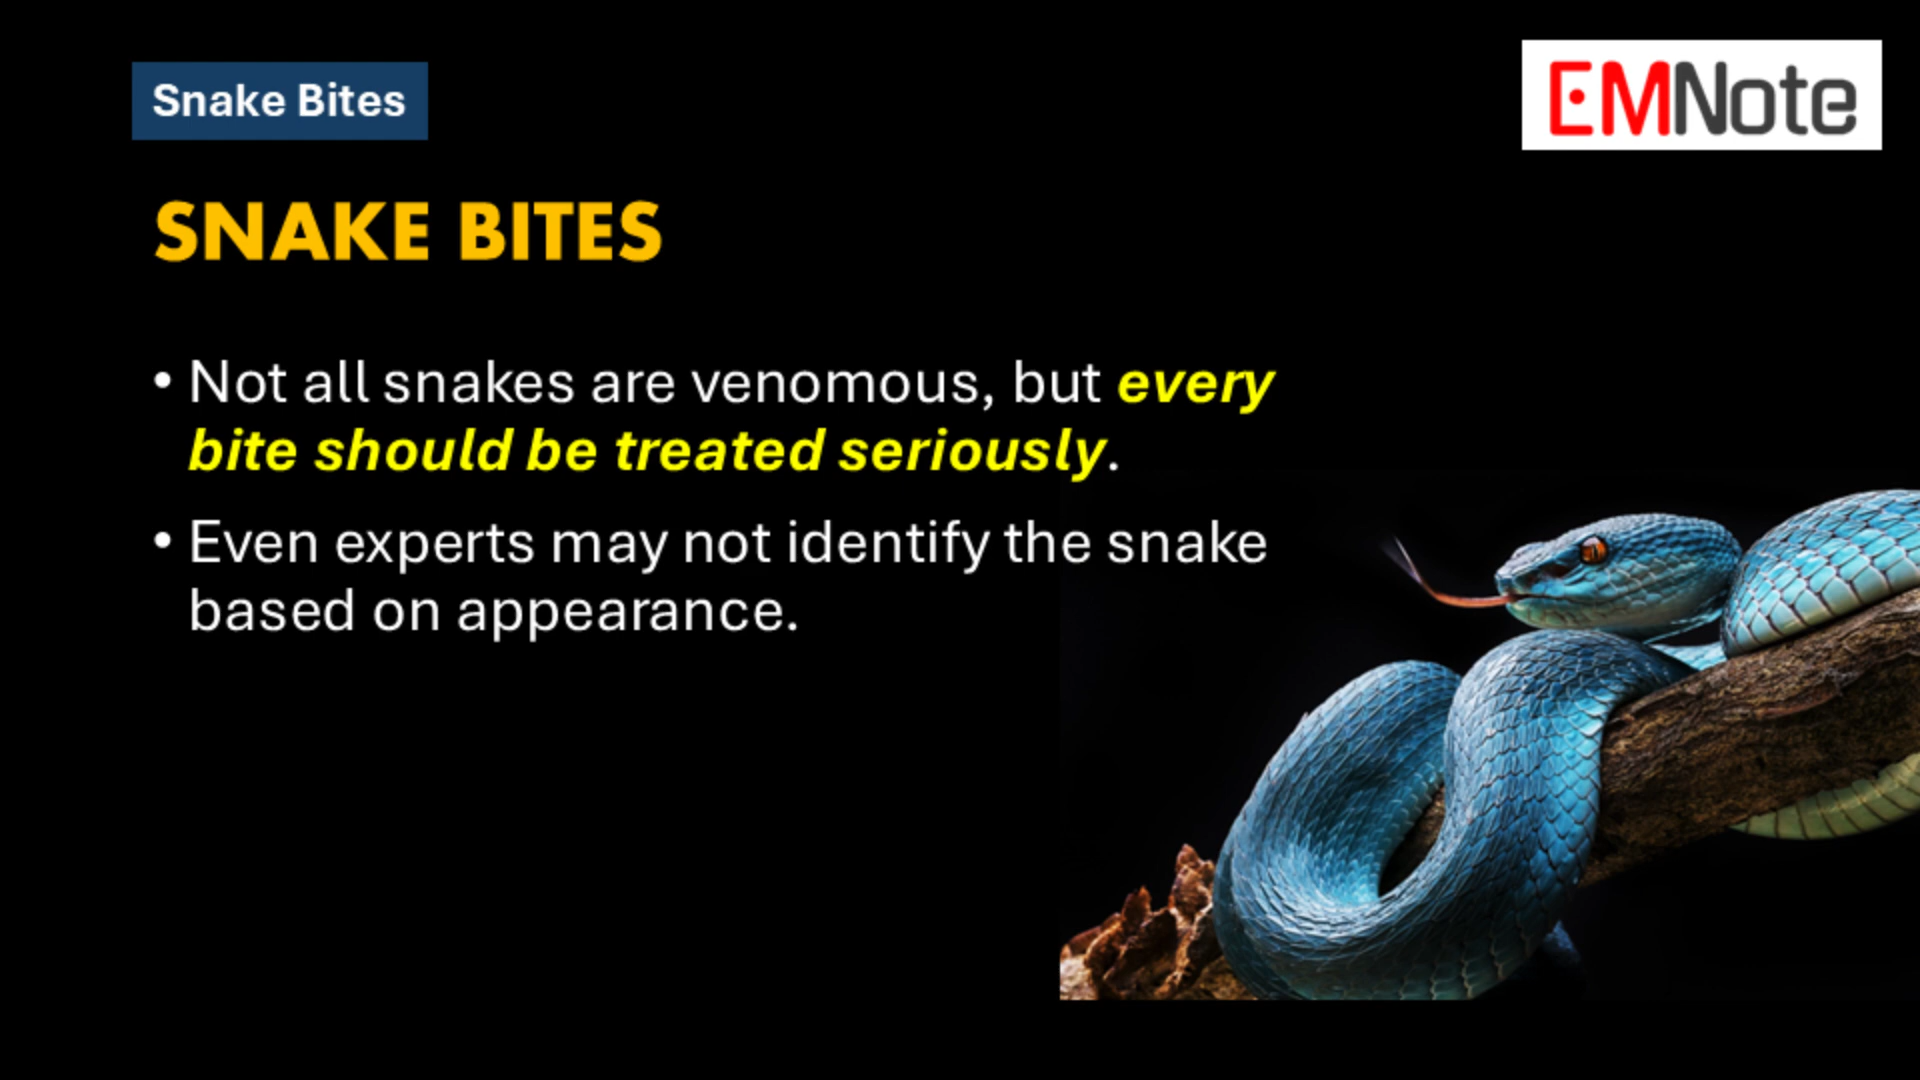 Snake Bites
EMNote
SNAKE BITES
• Not all snakes are venomous, but every
bite should be treated seriously.
• Even experts may not identify the snake
based on appearance.